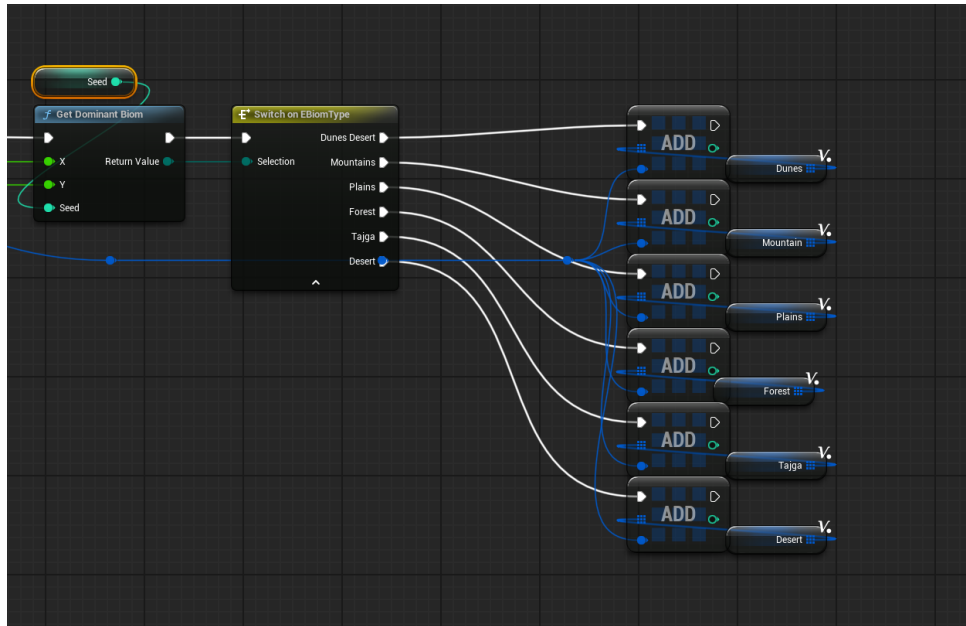 Seed
Get Dominant Biom
X
Return Value
Y
Seed
Switch on EBiomType
Dunes Desert
Selection
Mountains
Plains
Forest
Tajga
Desert
ADD
V.
Dunes
ADD
V.
Mountain
ADD
V.
Plains
ADD
V.
Forest
ADD
V.
Tajga
ADD
V.
Desert